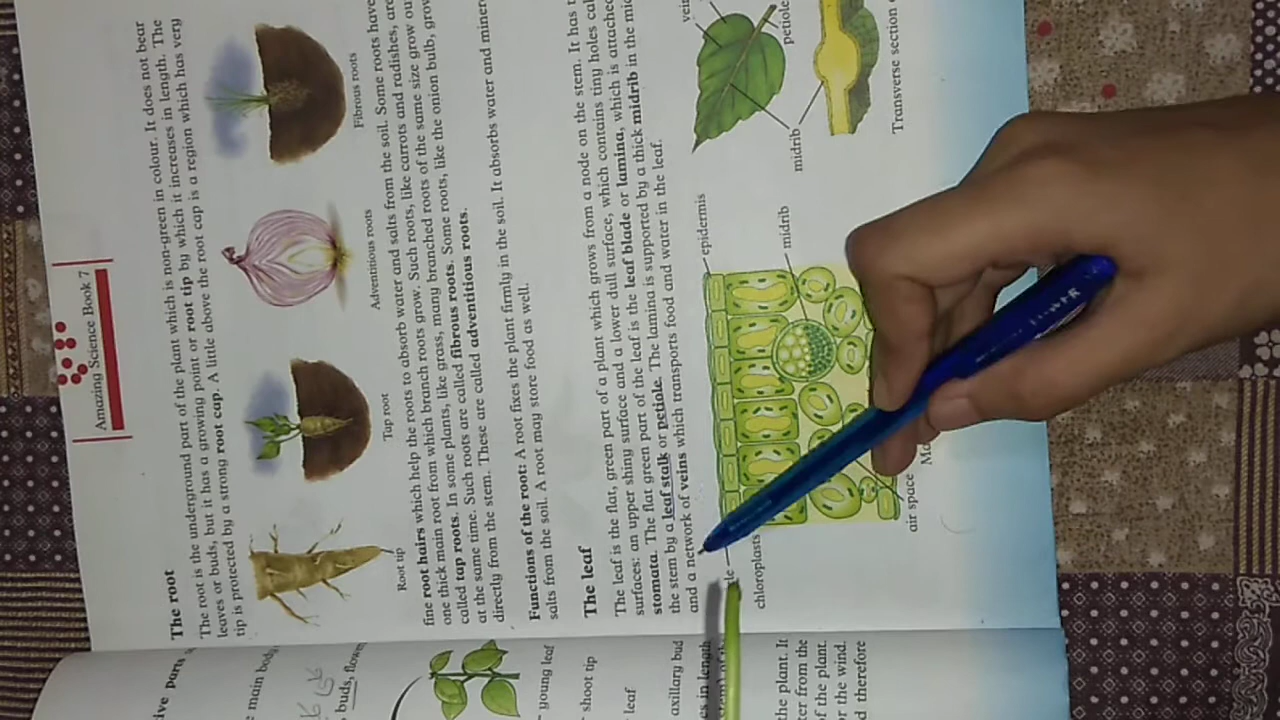 Amazing Science Book 7
The root
The root is the underground part of the plant which is non-green in colour. It does not bear
leaves or buds, but it has a growing point or root tip by which it increases in length. The
tip is protected by a strong root cap. A little above the root cap is a region which has very
Root tip
Tap root
Adventitious roots
Fibrous roots
fine root hairs which help the roots to absorb water and salts from the soil. Some roots have
one thick main root from which branch roots grow. Such roots, like carrots and radishes, are
called tap roots. In some plants, like grass, many branched roots of the same size grow
at the same time. Such roots are called fibrous roots. Some roots, like the onion bulb,
directly from the stem. These are called adventitious roots.
Functions of the root: A root fixes the plant firmly in the soil. It absorbs water and
salts from the soil. A root may store food as well.
The leaf
The leaf is the flat, green part of a plant which grows from a node on the stem. It has
surfaces: an upper shiny surface and a lower dull surface, which contains tiny holes
stomata. The flat green part of the leaf is the leaf blade or lamina, which is attached
the stem by a leaf stalk or petiole. The lamina is supported by a thick midrib in the
and a network of veins which transports food and water in the leaf.
epidermis
midrib
chloroplasts
air space
petiole
midrib
Transverse section
parts
main body
buds, flowers
young leaf
shoot tip
leaf
axillary bud
in length
the plant. It
from the
of the plant.
the wind.
therefore